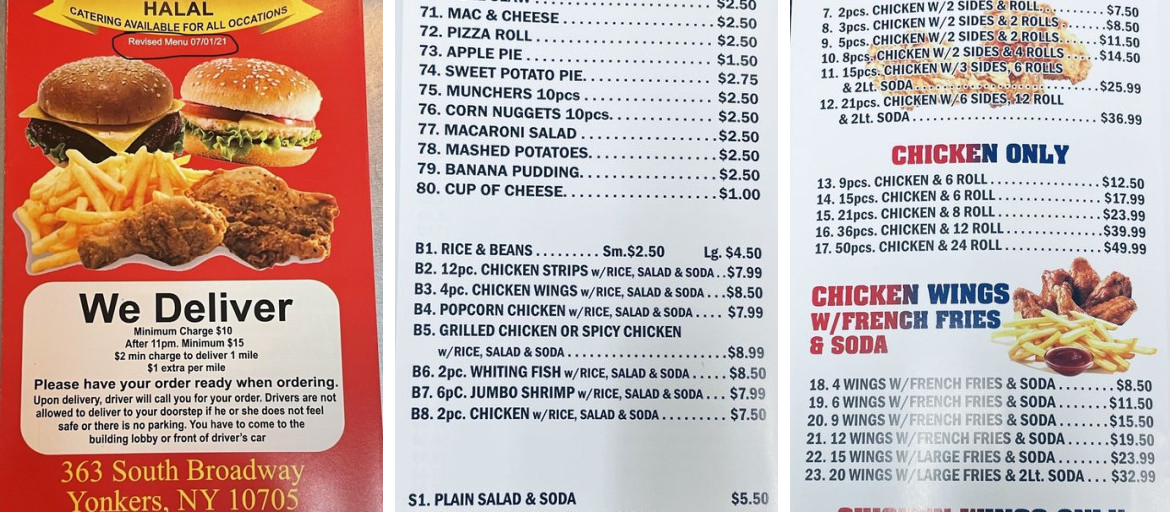 HALAL
CATERING AVAILABLE FOR ALL OCCATIONS
Revised Menu 07/01/21
We Deliver
Minimum Charge $10
After 11pm. Minimum $15
$2 min charge to deliver 1 mile
$1 extra per mile
Please have your order ready when ordering.
Upon delivery, driver will call you for your order. Drivers are not
allowed to deliver to your doorstep if he or she does not feel
safe or there is no parking. You have to come to the
building lobby or front of driver's car
363 South Broadway
Yonkers, NY 10705
$2.50
71. MAC & CHEESE $2.50
72. PIZZA ROLL $2.50
73. APPLE PIE $1.50
74. SWEET POTATO PIE $2.75
75. MUNCHERS 10pcs $2.50
76. CORN NUGGETS 10pcs. $2.50
77. MACARONI SALAD $2.50
78. MASHED POTATOES $2.50
79. BANANA PUDDING $2.50
80. CUP OF CHEESE $1.00
B1. RICE & BEANS Sm.$2.50 Lg. $4.50
B2. 12pc. CHICKEN STRIPS w/RICE, SALAD & SODA $7.99
B3. 4pc. CHICKEN WINGS w/RICE, SALAD & SODA $8.50
B4. POPCORN CHICKEN w/RICE, SALAD & SODA $7.99
B5. GRILLED CHICKEN OR SPICY CHICKEN
w/RICE, SALAD & SODA $8.99
B6. 2pc. WHITING FISH w/RICE, SALAD & SODA $8.50
B7. 6pC. JUMBO SHRIMP w/RICE, SALAD & SODA $7.99
B8. 2pc. CHICKEN w/RICE, SALAD & SODA $7.50
S1. PLAIN SALAD & SODA $5.50
7. 2pcs. CHICKEN W/2 SIDES & ROLL $7.50
8. 3pcs. CHICKEN W/2 SIDES & 2 ROLLS $8.50
9. 5pcs. CHICKEN W/2 SIDES & 2 ROLLS $11.50
10. 8pcs. CHICKEN W/2 SIDES & 4 ROLLS $14.50
11. 15pcs. CHICKEN W/3 SIDES, 6 ROLLS
& 2Lt. SODA $25.99
12. 21pcs. CHICKEN W/6 SIDES, 12 ROLL
& 2Lt. SODA $36.99
CHICKEN ONLY
13. 9pcs. CHICKEN & 6 ROLL $12.50
14. 15pcs. CHICKEN & 6 ROLL $17.99
15. 21pcs. CHICKEN & 8 ROLL $23.99
16. 36pcs. CHICKEN & 12 ROLL $39.99
17. 50pcs. CHICKEN & 24 ROLL $49.99
CHICKEN WINGS
W/FRENCH FRIES
& SODA
18. 4 WINGS W/FRENCH FRIES & SODA $8.50
19. 6 WINGS W/FRENCH FRIES & SODA $11.50
20. 9 WINGS W/FRENCH FRIES & SODA $15.50
21. 12 WINGS W/FRENCH FRIES & SODA $19.50
22. 15 WINGS W/LARGE FRIES & SODA $23.99
23. 20 WINGS W/LARGE FRIES & 2Lt. SODA $32.99